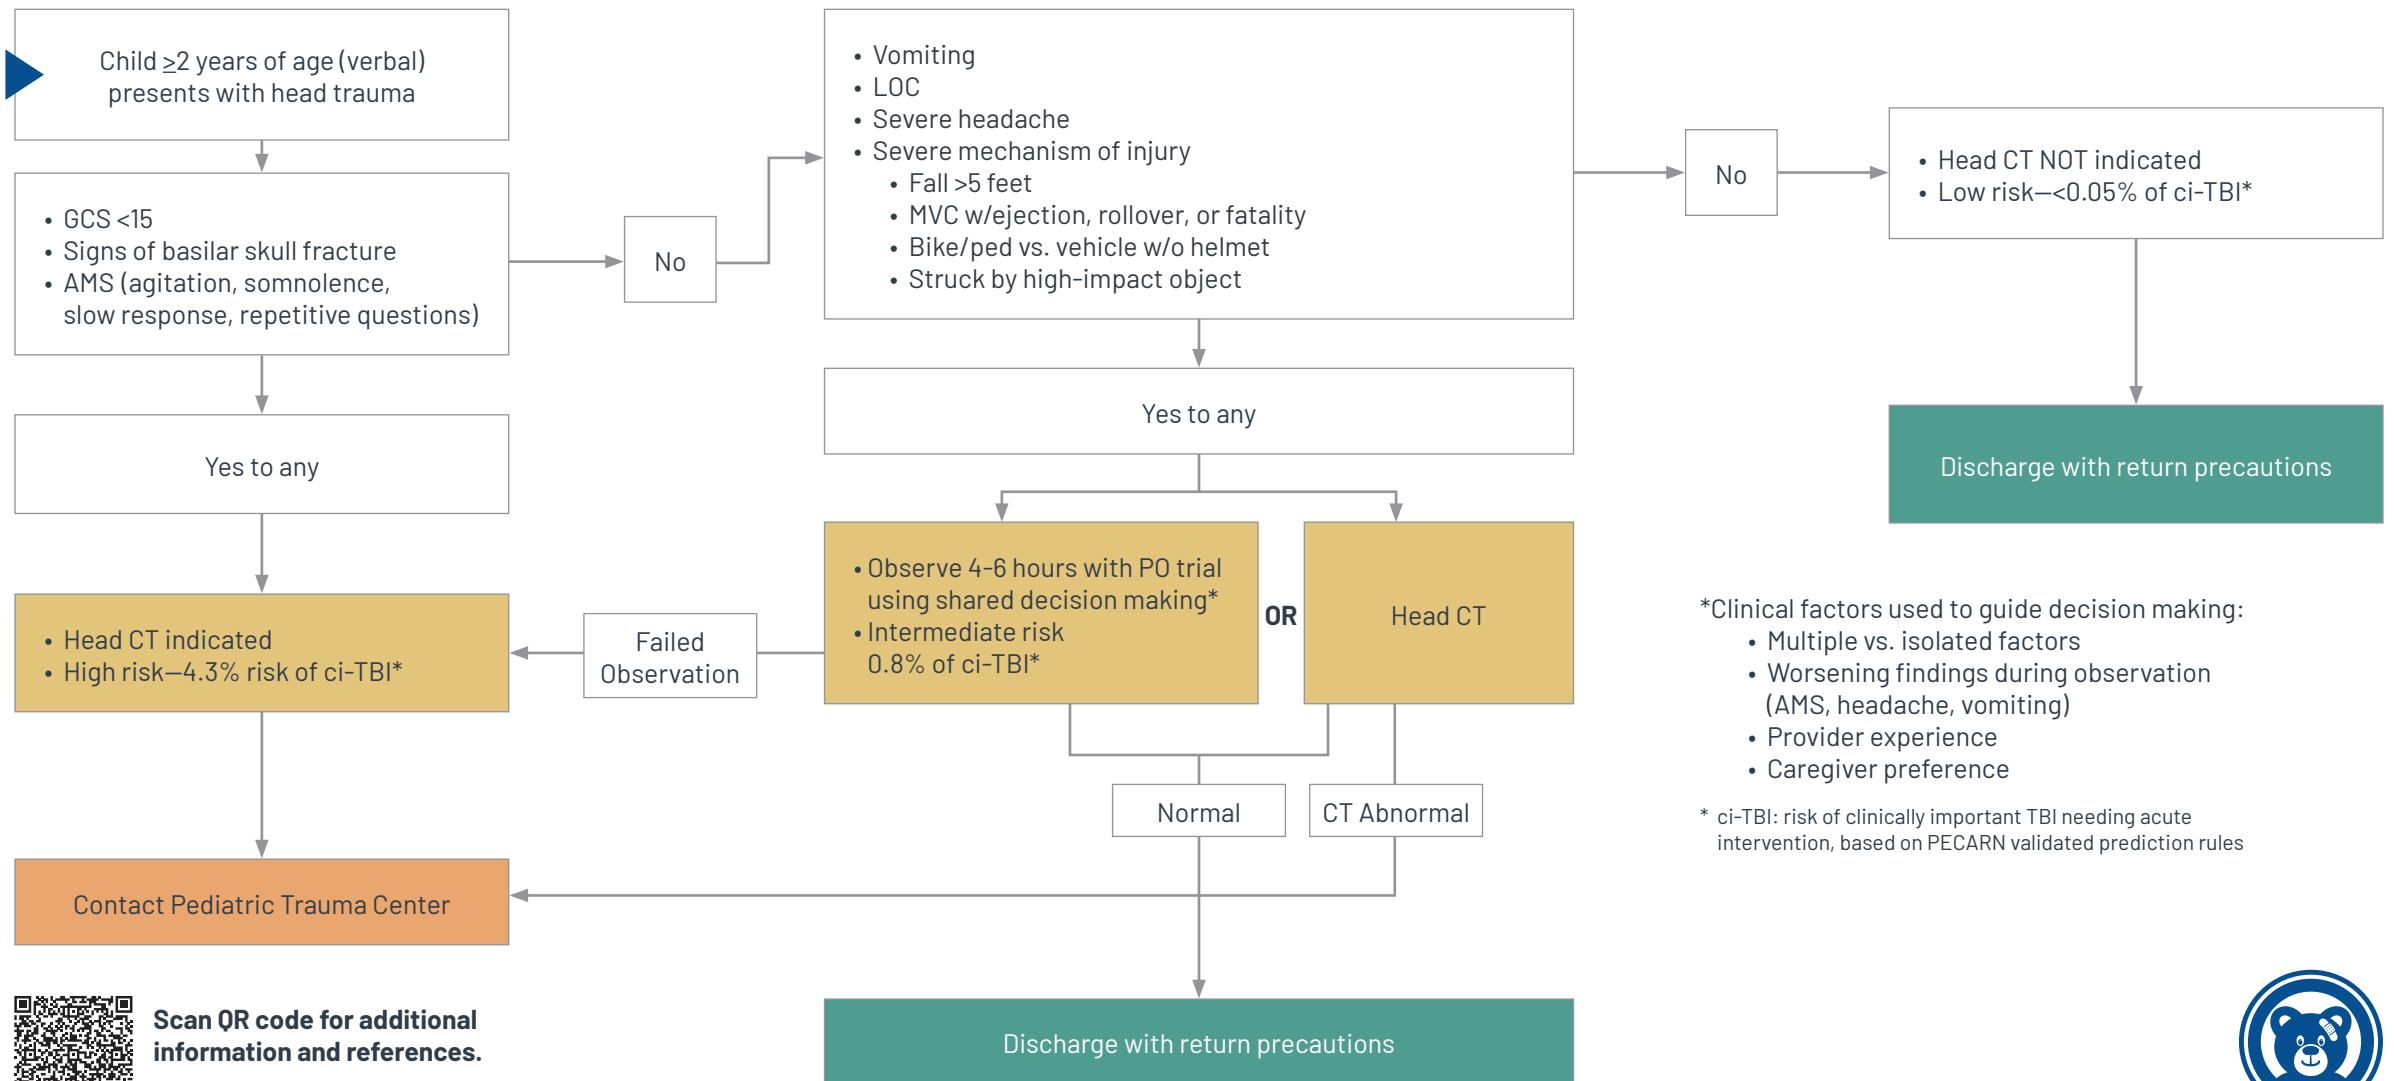 Child ≥2 years of age (verbal)
presents with head trauma
• GCS <15
• Signs of basilar skull fracture
• AMS (agitation, somnolence,
slow response, repetitive questions)
No
Yes to any
• Head CT indicated
• High risk—4.3% risk of ci-TBI*
Contact Pediatric Trauma Center
• Vomiting
• LOC
• Severe headache
• Severe mechanism of injury
• Fall >5 feet
• MVC w/ejection, rollover, or fatality
• Bike/ped vs. vehicle w/o helmet
• Struck by high-impact object
Yes to any
• Observe 4-6 hours with PO trial
using shared decision making*
• Intermediate risk
0.8% of ci-TBI*
OR
Head CT
Failed
Observation
Normal
CT Abnormal
Discharge with return precautions
No
• Head CT NOT indicated
• Low risk—<0.05% of ci-TBI*
Discharge with return precautions
*Clinical factors used to guide decision making:
• Multiple vs. isolated factors
• Worsening findings during observation
(AMS, headache, vomiting)
• Provider experience
• Caregiver preference
* ci-TBI: risk of clinically important TBI needing acute
intervention, based on PECARN validated prediction rules
Scan QR code for additional
information and references.